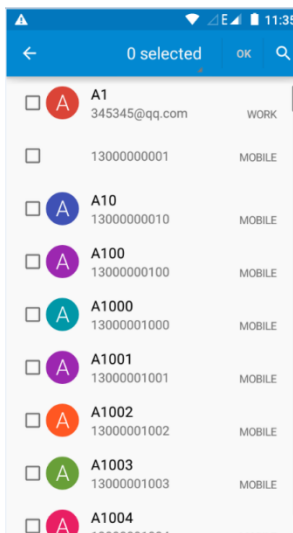 E 11:35
0 selected OK
A A1
345345@qq.com WORK
13000000001 MOBILE
A A10
13000000010 MOBILE
A A100
13000000100 MOBILE
A A1000
13000001000 MOBILE
A A1001
13000001001 MOBILE
A A1002
13000001002 MOBILE
A A1003
13000001003 MOBILE
A A1004